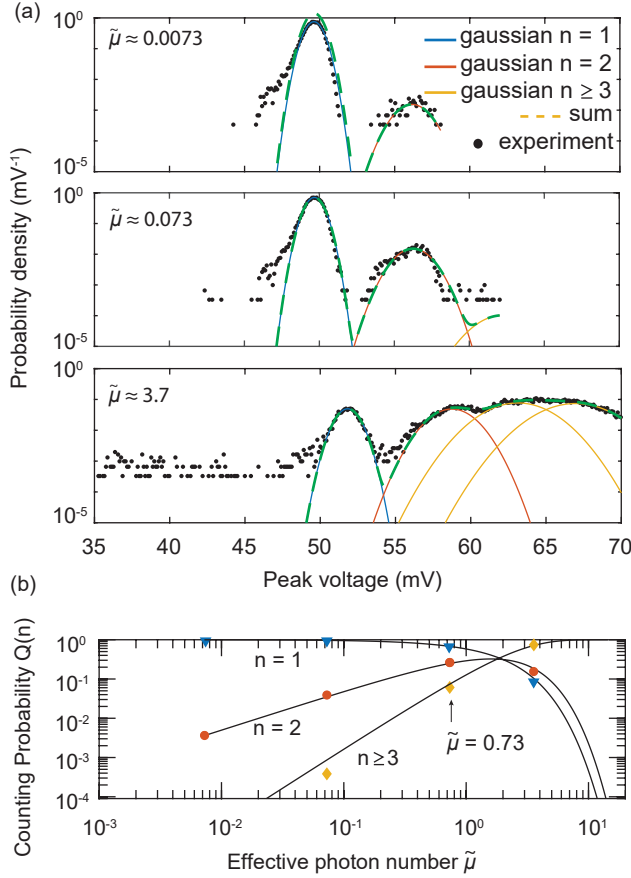 (a)
10⁰
μ̃ ≈ 0.0073
gaussian n = 1
gaussian n = 2
gaussian n ≥ 3
sum
experiment
10⁻⁵
10⁰
μ̃ ≈ 0.073
10⁻⁵
10⁰
μ̃ ≈ 3.7
10⁻⁵
Probability density (mV⁻¹)
35 40 45 50 55 60 65 70
Peak voltage (mV)
(b)
Counting Probability Q(n)
10⁰
10⁻¹
10⁻²
10⁻³
10⁻⁴
n = 1
n = 2
n ≥ 3
μ̃ = 0.73
10⁻³ 10⁻² 10⁻¹ 10⁰ 10¹
Effective photon number μ̃